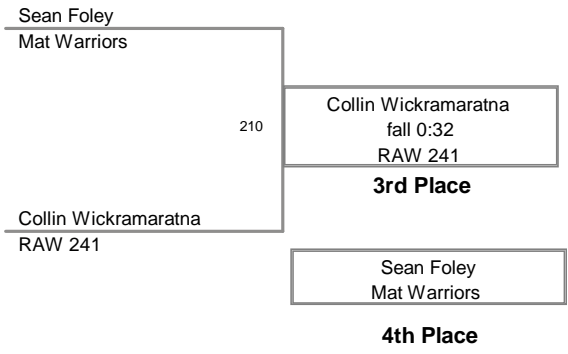 Sean Foley
Mat Warriors
210
Collin Wickramaratna
fall 0:32
RAW 241
3rd Place
Collin Wickramaratna
RAW 241
Sean Foley
Mat Warriors
4th Place